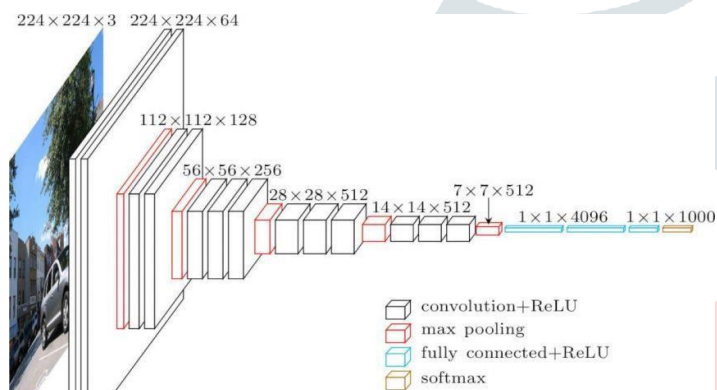 224×224×3
224×224×64
112×112×128
56×56×256
28×28×512
14×14×512
7×7×512
1×1×4096
1×1×1000
convolution+ReLU
max pooling
fully connected+ReLU
softmax